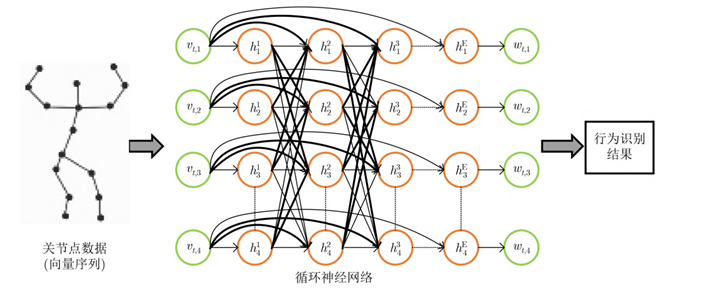 v_{t,1} h_1^1 h_1^2 h_1^3 h_1^E w_{t,1}
v_{t,2} h_2^1 h_2^2 h_2^3 h_2^E w_{t,2}
v_{t,3} h_3^1 h_3^2 h_3^3 h_3^E w_{t,3}
v_{t,4} h_4^1 h_4^2 h_4^3 h_4^E w_{t,4}
行为识别
结果
关节点数据
(向量序列)
循环神经网络